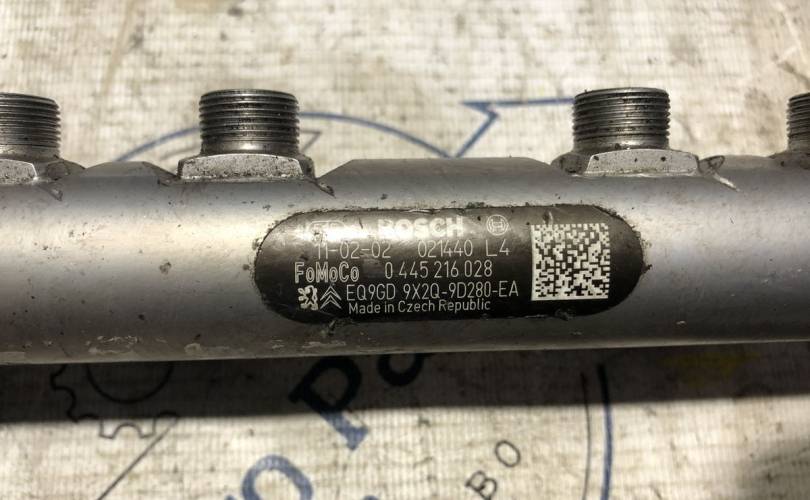 BOSCH
11-02-02 021440 L4
FoMoCo 0 445 216 028
EQ9GD 9X2Q-9D280-EA
Made in Czech Republic
во